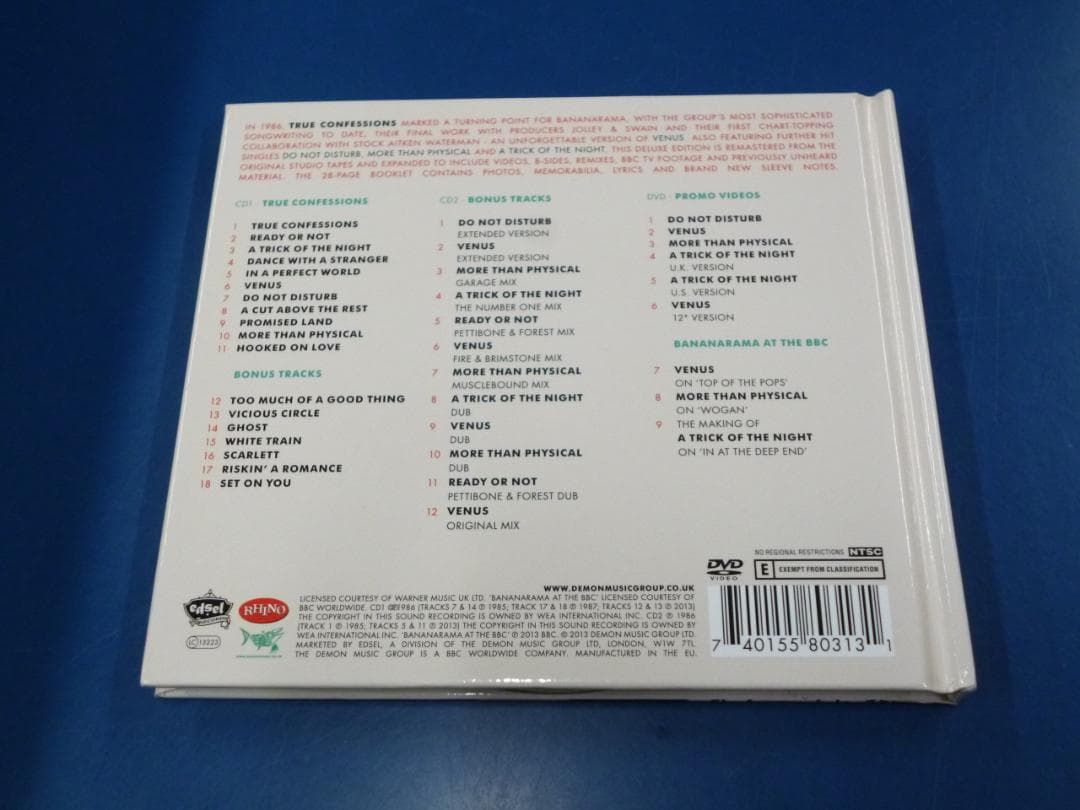 IN 1986, TRUE CONFESSIONS MARKED A TURNING POINT FOR BANANARAMA, WITH THE GROUP'S MOST SOPHISTICATED
SONGWRITING TO DATE, THEIR FINAL WORK WITH PRODUCERS JOLLEY & SWAIN AND THEIR FIRST CHART-TOPPING
COLLABORATION WITH STOCK AITKEN WATERMAN - AN UNFORGETTABLE VERSION OF VENUS. ALSO FEATURING FURTHER HIT
SINGLES DO NOT DISTURB, MORE THAN PHYSICAL AND A TRICK OF THE NIGHT, THIS DELUXE EDITION IS REMASTERED FROM THE
ORIGINAL STUDIO TAPES AND EXPANDED TO INCLUDE VIDEOS, B-SIDES, REMIXES, BBC TV FOOTAGE AND PREVIOUSLY UNHEARD
MATERIAL. THE 28-PAGE BOOKLET CONTAINS PHOTOS, MEMORABILIA, LYRICS AND BRAND NEW SLEEVE NOTES.
CD1 - TRUE CONFESSIONS
1 TRUE CONFESSIONS
2 READY OR NOT
3 A TRICK OF THE NIGHT
4 DANCE WITH A STRANGER
5 IN A PERFECT WORLD
6 VENUS
7 DO NOT DISTURB
8 A CUT ABOVE THE REST
9 PROMISED LAND
10 MORE THAN PHYSICAL
11 HOOKED ON LOVE
BONUS TRACKS
12 TOO MUCH OF A GOOD THING
13 VICIOUS CIRCLE
14 GHOST
15 WHITE TRAIN
16 SCARLETT
17 RISKIN' A ROMANCE
18 SET ON YOU
CD2 - BONUS TRACKS
1 DO NOT DISTURB
EXTENDED VERSION
2 VENUS
EXTENDED VERSION
3 MORE THAN PHYSICAL
GARAGE MIX
4 A TRICK OF THE NIGHT
THE NUMBER ONE MIX
5 READY OR NOT
PETTIBONE & FOREST MIX
6 VENUS
FIRE & BRIMSTONE MIX
7 MORE THAN PHYSICAL
MUSCLEBOUND MIX
8 A TRICK OF THE NIGHT
DUB
9 VENUS
DUB
10 MORE THAN PHYSICAL
DUB
11 READY OR NOT
PETTIBONE & FOREST DUB
12 VENUS
ORIGINAL MIX
DVD - PROMO VIDEOS
1 DO NOT DISTURB
2 VENUS
3 MORE THAN PHYSICAL
4 A TRICK OF THE NIGHT
U.K. VERSION
5 A TRICK OF THE NIGHT
U.S. VERSION
6 VENUS
12" VERSION
BANANARAMA AT THE BBC
7 VENUS
ON 'TOP OF THE POPS'
8 MORE THAN PHYSICAL
ON 'WOGAN'
9 THE MAKING OF
A TRICK OF THE NIGHT
ON 'IN AT THE DEEP END'
NO REGIONAL RESTRICTIONS NTSC
DVD VIDEO
E EXEMPT FROM CLASSIFICATION
edsel
RHINO
LC 13223
WWW.DEMONMUSICGROUP.CO.UK
LICENSED COURTESY OF WARNER MUSIC UK LTD. 'BANANARAMA AT THE BBC' LICENSED COURTESY OF
BBC WORLDWIDE. CD1 ©℗1986 (TRACKS 7 & 14 ℗ 1985; TRACK 17 & 18 ℗ 1987; TRACKS 12 & 13 ℗ 2013)
THE COPYRIGHT IN THIS SOUND RECORDING IS OWNED BY WEA INTERNATIONAL INC. CD2 ℗ 1986
(TRACK 1 ℗ 1985; TRACKS 5 & 11 ℗ 2013) THE COPYRIGHT IN THIS SOUND RECORDING IS OWNED BY
WEA INTERNATIONAL INC. 'BANANARAMA AT THE BBC' ℗ 2013 BBC. © 2013 DEMON MUSIC GROUP LTD.
MARKETED BY EDSEL, A DIVISION OF THE DEMON MUSIC GROUP LTD, LONDON, W1W 7TL.
THE DEMON MUSIC GROUP IS A BBC WORLDWIDE COMPANY. MANUFACTURED IN THE EU.
7 40155 80313 1